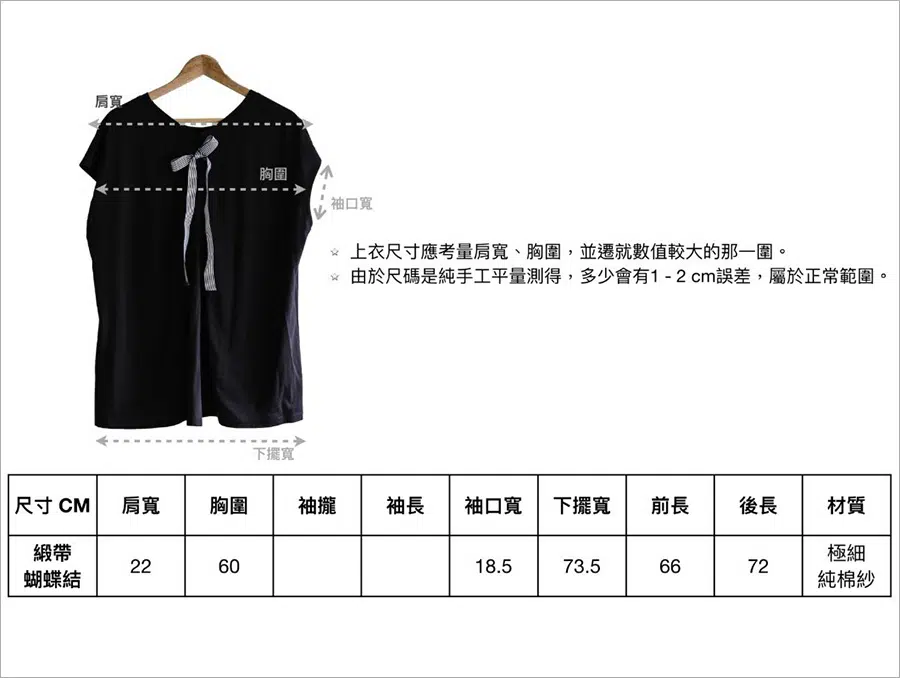 肩寬
胸圍
袖口寬
☆ 上衣尺寸應考量肩寬、胸圍，並遷就數值較大的那一圍。
☆ 由於尺碼是純手工平量測得，多少會有1 - 2 cm誤差，屬於正常範圍。
下擺寬
尺寸 CM 肩寬 胸圍 袖攏 袖長 袖口寬 下擺寬 前長 後長 材質
緞帶
蝴蝶結 22 60 18.5 73.5 66 72 極細
純棉紗